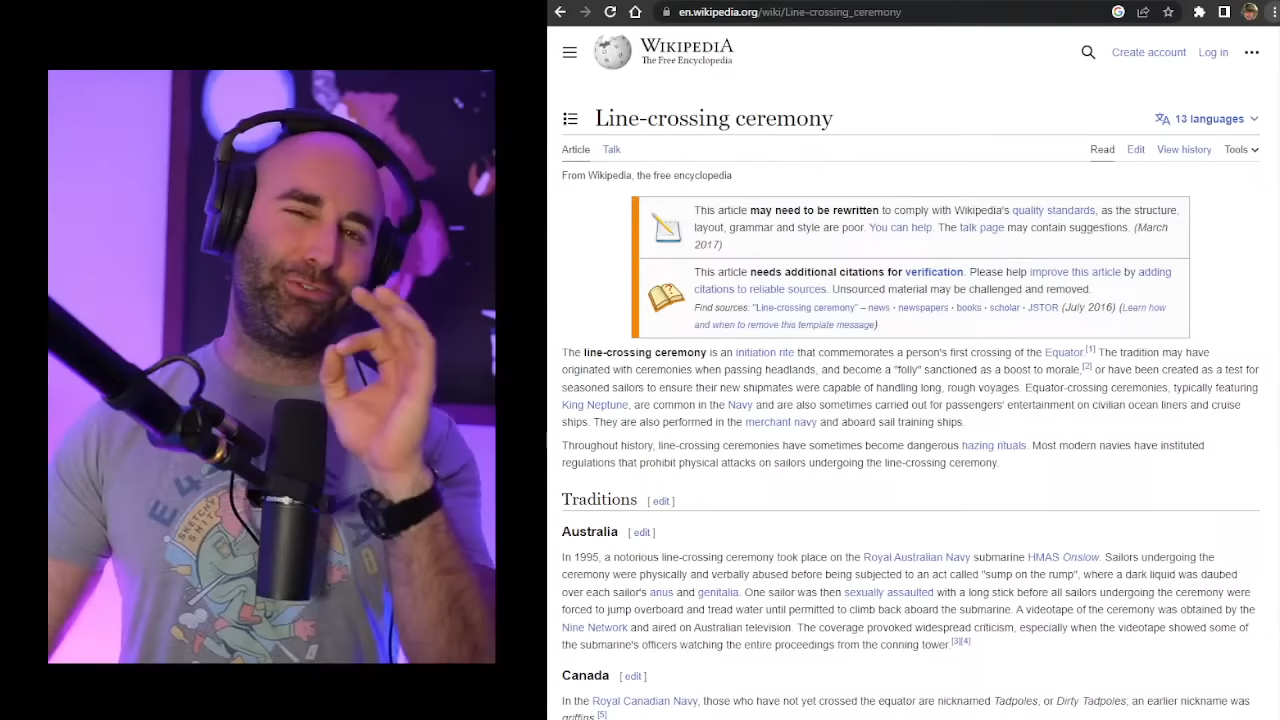 en.wikipedia.org/wiki/Line-crossing_ceremony
WIKIPEDIA
The Free Encyclopedia
Create account
Log in
Line-crossing ceremony
13 languages
Article
Talk
Read
Edit
View history
Tools
From Wikipedia, the free encyclopedia
This article may need to be rewritten to comply with Wikipedia's quality standards, as the structure,
layout, grammar and style are poor. You can help. The talk page may contain suggestions. (March
2017)
This article needs additional citations for verification. Please help improve this article by adding
citations to reliable sources. Unsourced material may be challenged and removed.
Find sources: "Line-crossing ceremony" – news · newspapers · books · scholar · JSTOR (July 2016) (Learn how
and when to remove this template message)
The line-crossing ceremony is an initiation rite that commemorates a person's first crossing of the Equator.[1] The tradition may have
originated with ceremonies when passing headlands, and become a "folly" sanctioned as a boost to morale,[2] or have been created as a test for
seasoned sailors to ensure their new shipmates were capable of handling long, rough voyages. Equator-crossing ceremonies, typically featuring
King Neptune, are common in the Navy and are also sometimes carried out for passengers' entertainment on civilian ocean liners and cruise
ships. They are also performed in the merchant navy and aboard sail training ships.
Throughout history, line-crossing ceremonies have sometimes become dangerous hazing rituals. Most modern navies have instituted
regulations that prohibit physical attacks on sailors undergoing the line-crossing ceremony.
Traditions [ edit ]
Australia [ edit ]
In 1995, a notorious line-crossing ceremony took place on the Royal Australian Navy submarine HMAS Onslow. Sailors undergoing the
ceremony were physically and verbally abused before being subjected to an act called "sump on the rump", where a dark liquid was daubed
over each sailor's anus and genitalia. One sailor was then sexually assaulted with a long stick before all sailors undergoing the ceremony were
forced to jump overboard and tread water until permitted to climb back aboard the submarine. A videotape of the ceremony was obtained by the
Nine Network and aired on Australian television. The coverage provoked widespread criticism, especially when the videotape showed some of
the submarine's officers watching the entire proceedings from the conning tower.[3][4]
Canada [ edit ]
In the Royal Canadian Navy, those who have not yet crossed the equator are nicknamed Tadpoles, or Dirty Tadpoles; an earlier nickname was
griffins.[5]
SKETCHY